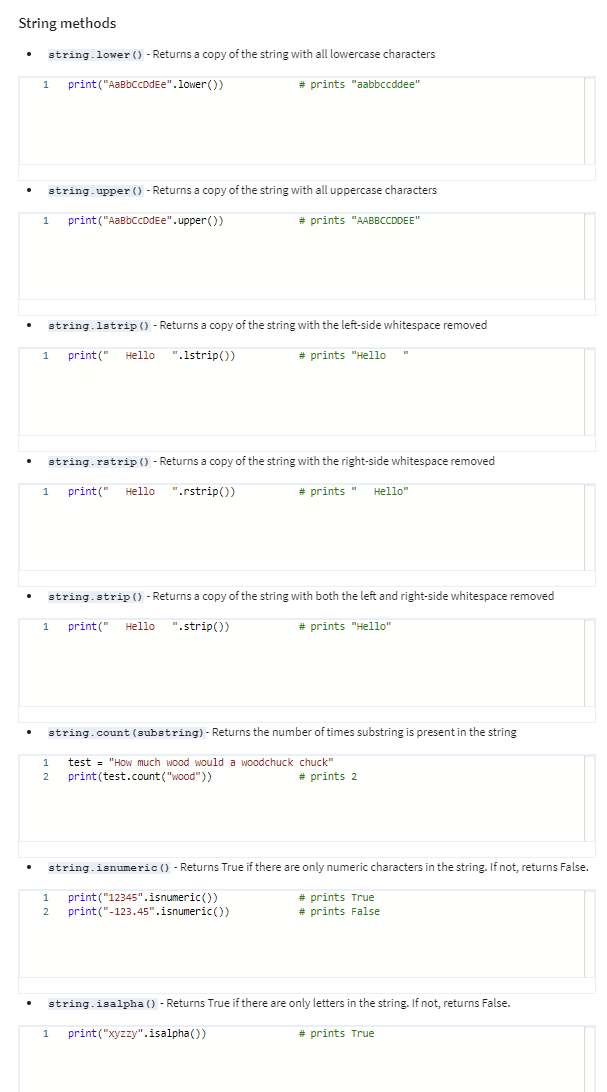 String methods
• string.lower() - Returns a copy of the string with all lowercase characters
1 print("AaBbCcDdEe".lower()) # prints "aabbccddee"
• string.upper() - Returns a copy of the string with all uppercase characters
1 print("AaBbCcDdEe".upper()) # prints "AABBCCDDEE"
• string.lstrip() - Returns a copy of the string with the left-side whitespace removed
1 print("   Hello   ".lstrip()) # prints "Hello   "
• string.rstrip() - Returns a copy of the string with the right-side whitespace removed
1 print("   Hello   ".rstrip()) # prints "   Hello"
• string.strip() - Returns a copy of the string with both the left and right-side whitespace removed
1 print("   Hello   ".strip()) # prints "Hello"
• string.count(substring)- Returns the number of times substring is present in the string
1 test = "How much wood would a woodchuck chuck"
2 print(test.count("wood")) # prints 2
• string.isnumeric() - Returns True if there are only numeric characters in the string. If not, returns False.
1 print("12345".isnumeric()) # prints True
2 print("-123.45".isnumeric()) # prints False
• string.isalpha() - Returns True if there are only letters in the string. If not, returns False.
1 print("xyzzy".isalpha()) # prints True